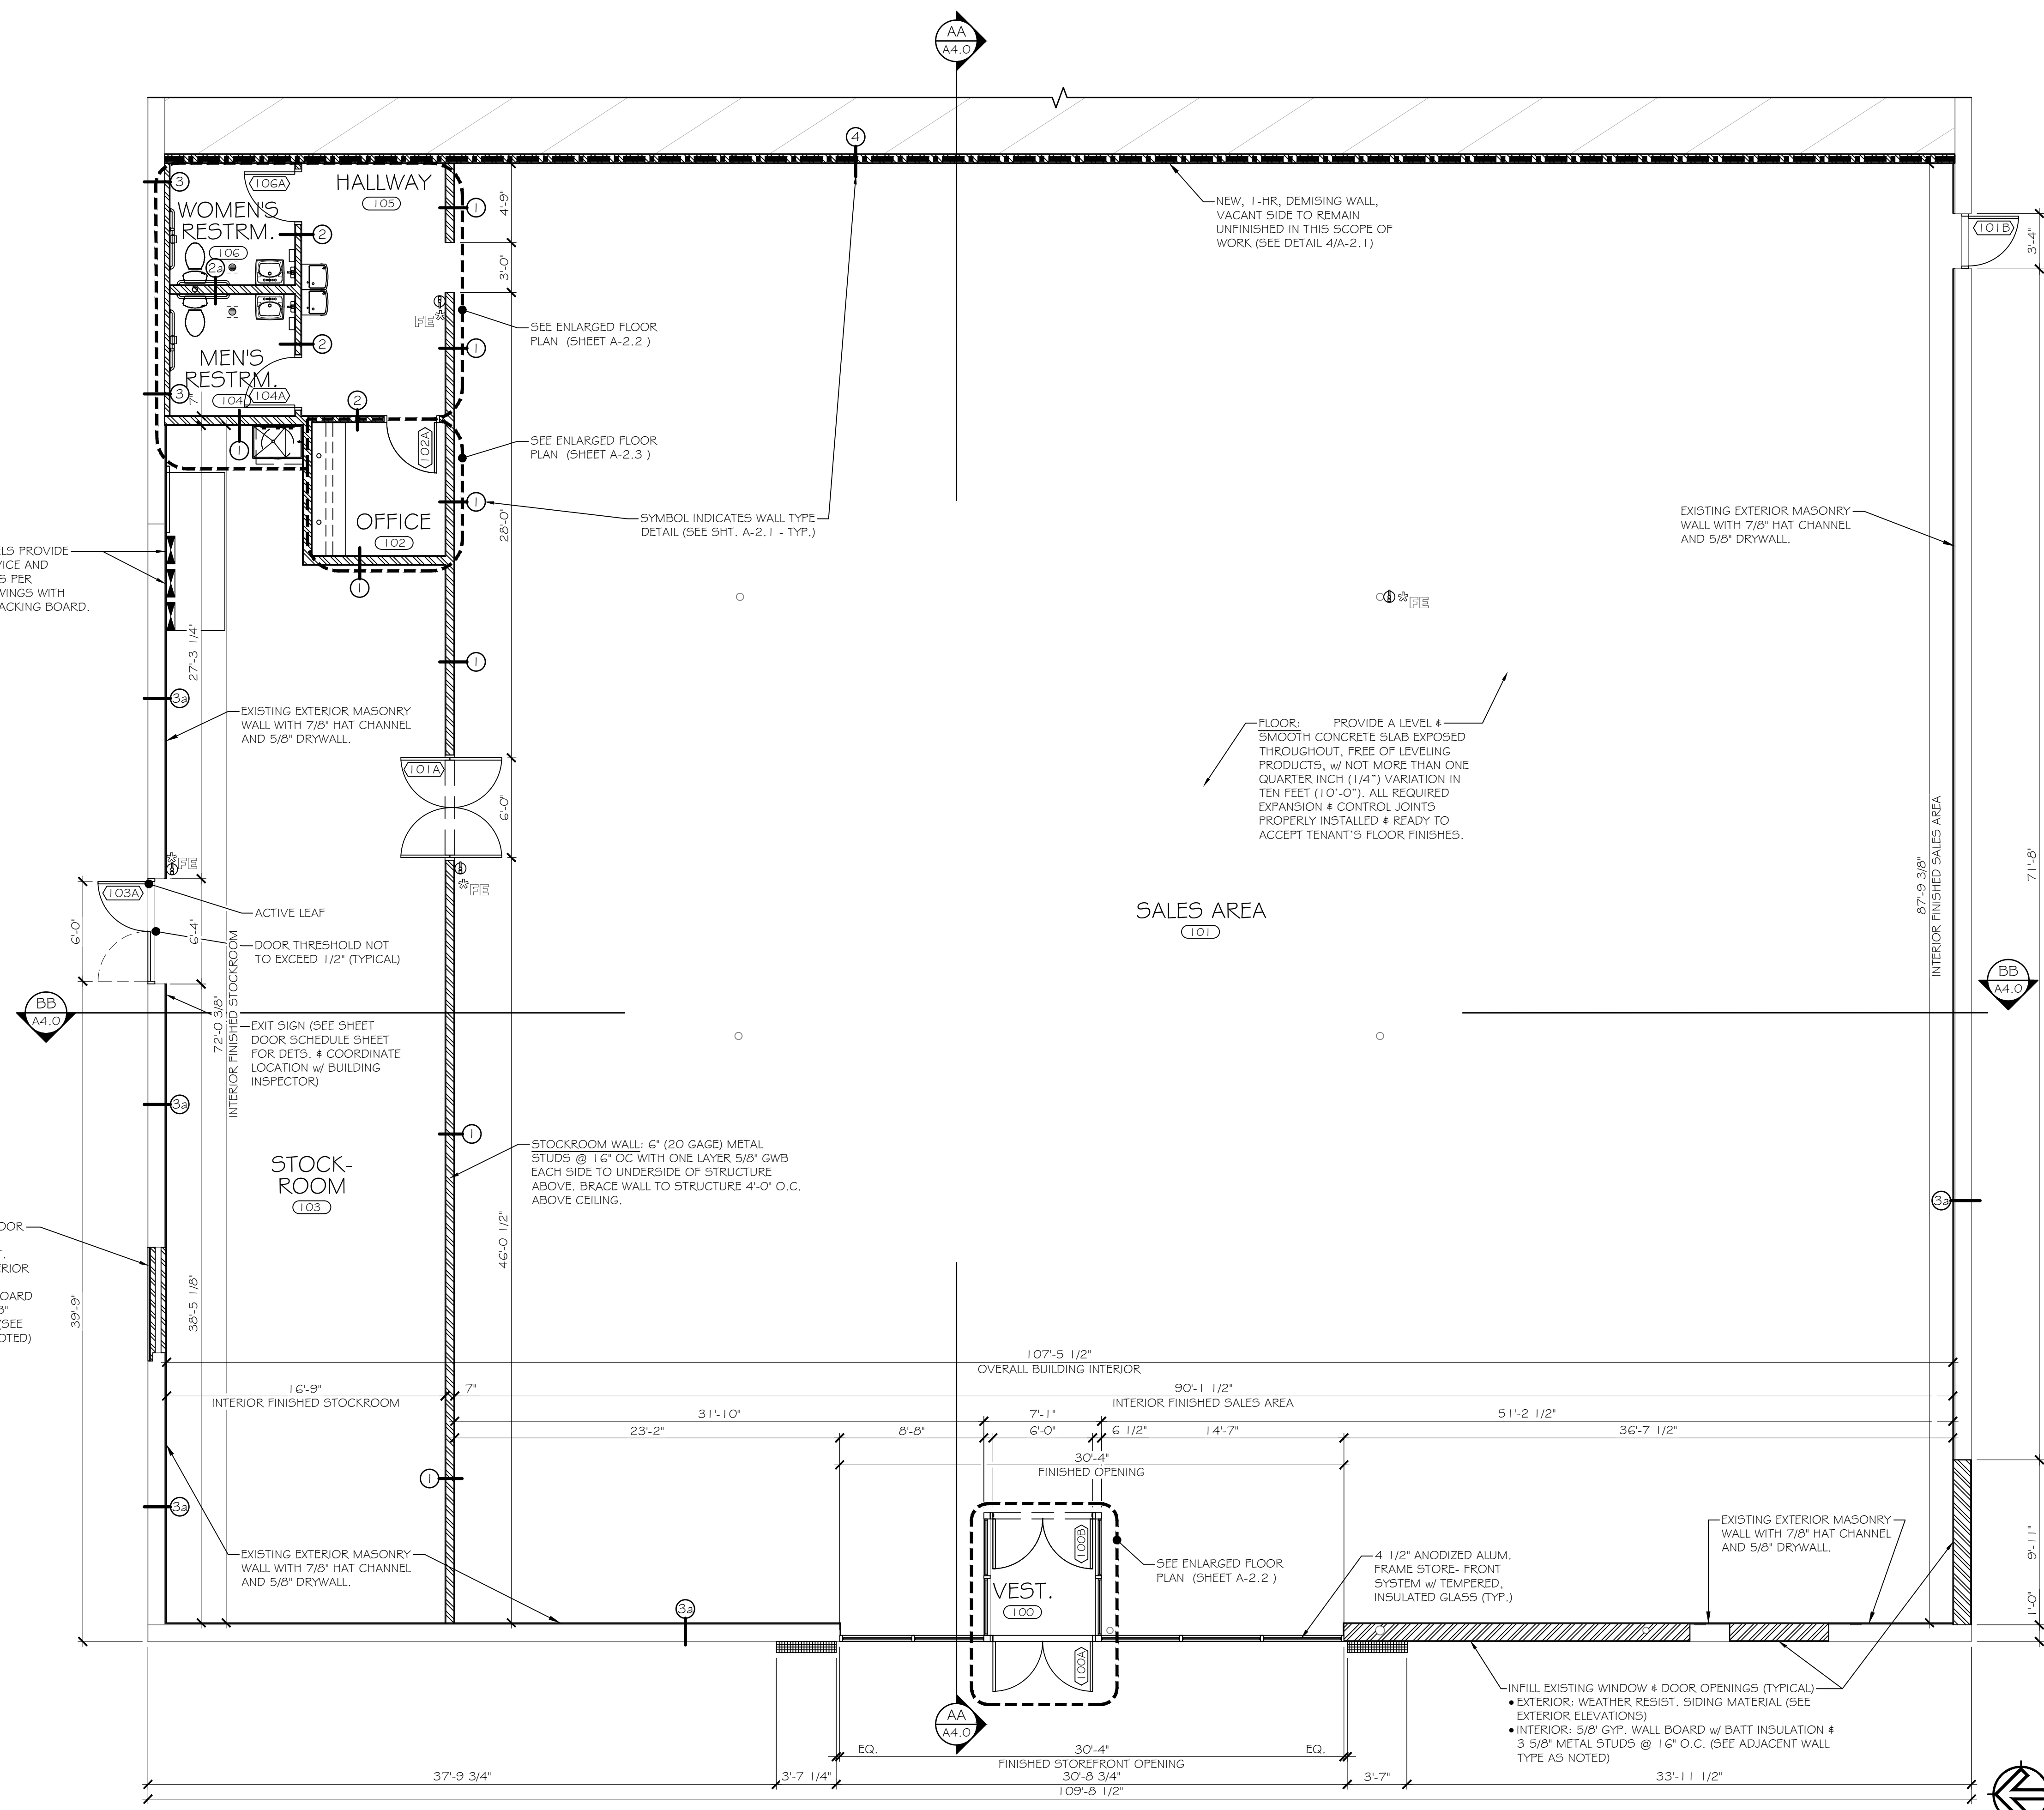 AA
A4.0
4
3
106A
HALLWAY
105
1
4'-9"
NEW, 1-HR, DEMISING WALL,
VACANT SIDE TO REMAIN
UNFINISHED IN THIS SCOPE OF
WORK (SEE DETAIL 4/A-2.1)
101B
3'-4"
WOMEN'S
RESTRM.
106
2
2a
3'-0"
FE
SEE ENLARGED FLOOR
PLAN (SHEET A-2.2 )
1
2
MEN'S
RESTRM.
104
104A
3
7"
2
1
102A
SEE ENLARGED FLOOR
PLAN (SHEET A-2.3 )
1
OFFICE
102
28'-0"
SYMBOL INDICATES WALL TYPE
DETAIL (SEE SHT. A-2.1 - TYP.)
EXISTING EXTERIOR MASONRY
WALL WITH 7/8" HAT CHANNEL
AND 5/8" DRYWALL.
ELS PROVIDE
VICE AND
S PER
WINGS WITH
ACKING BOARD.
1
FE
27'-3 1/4"
1
3a
EXISTING EXTERIOR MASONRY
WALL WITH 7/8" HAT CHANNEL
AND 5/8" DRYWALL.
FLOOR: PROVIDE A LEVEL &
SMOOTH CONCRETE SLAB EXPOSED
THROUGHOUT, FREE OF LEVELING
PRODUCTS, w/ NOT MORE THAN ONE
QUARTER INCH (1/4") VARIATION IN
TEN FEET (10'-0"). ALL REQUIRED
EXPANSION & CONTROL JOINTS
PROPERLY INSTALLED & READY TO
ACCEPT TENANT'S FLOOR FINISHES.
101A
6'-0"
87'-9 3/8"
INTERIOR FINISHED SALES AREA
71'-8"
FE
FE
103A
6'-0"
6'-4"
ACTIVE LEAF
DOOR THRESHOLD NOT
TO EXCEED 1/2" (TYPICAL)
SALES AREA
101
BB
A4.0
BB
A4.0
72'-0 3/8"
INTERIOR FINISHED STOCKROOM
EXIT SIGN (SEE SHEET
DOOR SCHEDULE SHEET
FOR DETS. & COORDINATE
LOCATION w/ BUILDING
INSPECTOR)
3a
1
STOCKROOM WALL: 6" (20 GAGE) METAL
STUDS @ 16" OC WITH ONE LAYER 5/8" GWB
EACH SIDE TO UNDERSIDE OF STRUCTURE
ABOVE. BRACE WALL TO STRUCTURE 4'-0" O.C.
ABOVE CEILING.
STOCK-
ROOM
103
3a
OOR
T.
ERIOR
OARD
8"
(SEE
OTED)
39'-9"
38'-5 1/8"
46'-0 1/2"
107'-5 1/2"
OVERALL BUILDING INTERIOR
16'-9"
INTERIOR FINISHED STOCKROOM
7"
90'-1 1/2"
INTERIOR FINISHED SALES AREA
31'-10"
7'-1"
51'-2 1/2"
23'-2"
8'-8"
6'-0"
6 1/2"
14'-7"
36'-7 1/2"
30'-4"
FINISHED OPENING
1
3a
EXISTING EXTERIOR MASONRY
WALL WITH 7/8" HAT CHANNEL
AND 5/8" DRYWALL.
100B
VEST.
100
SEE ENLARGED FLOOR
PLAN (SHEET A-2.2 )
4 1/2" ANODIZED ALUM.
FRAME STORE- FRONT
SYSTEM w/ TEMPERED,
INSULATED GLASS (TYP.)
EXISTING EXTERIOR MASONRY
WALL WITH 7/8" HAT CHANNEL
AND 5/8" DRYWALL.
9'-11"
1'-0"
3a
100A
INFILL EXISTING WINDOW & DOOR OPENINGS (TYPICAL)
• EXTERIOR: WEATHER RESIST. SIDING MATERIAL (SEE
EXTERIOR ELEVATIONS)
• INTERIOR: 5/8' GYP. WALL BOARD w/ BATT INSULATION &
3 5/8" METAL STUDS @ 16" O.C. (SEE ADJACENT WALL
TYPE AS NOTED)
AA
A4.0
EQ.
30'-4"
EQ.
FINISHED STOREFRONT OPENING
37'-9 3/4"
3'-7 1/4"
30'-8 3/4"
3'-7"
33'-11 1/2"
109'-8 1/2"